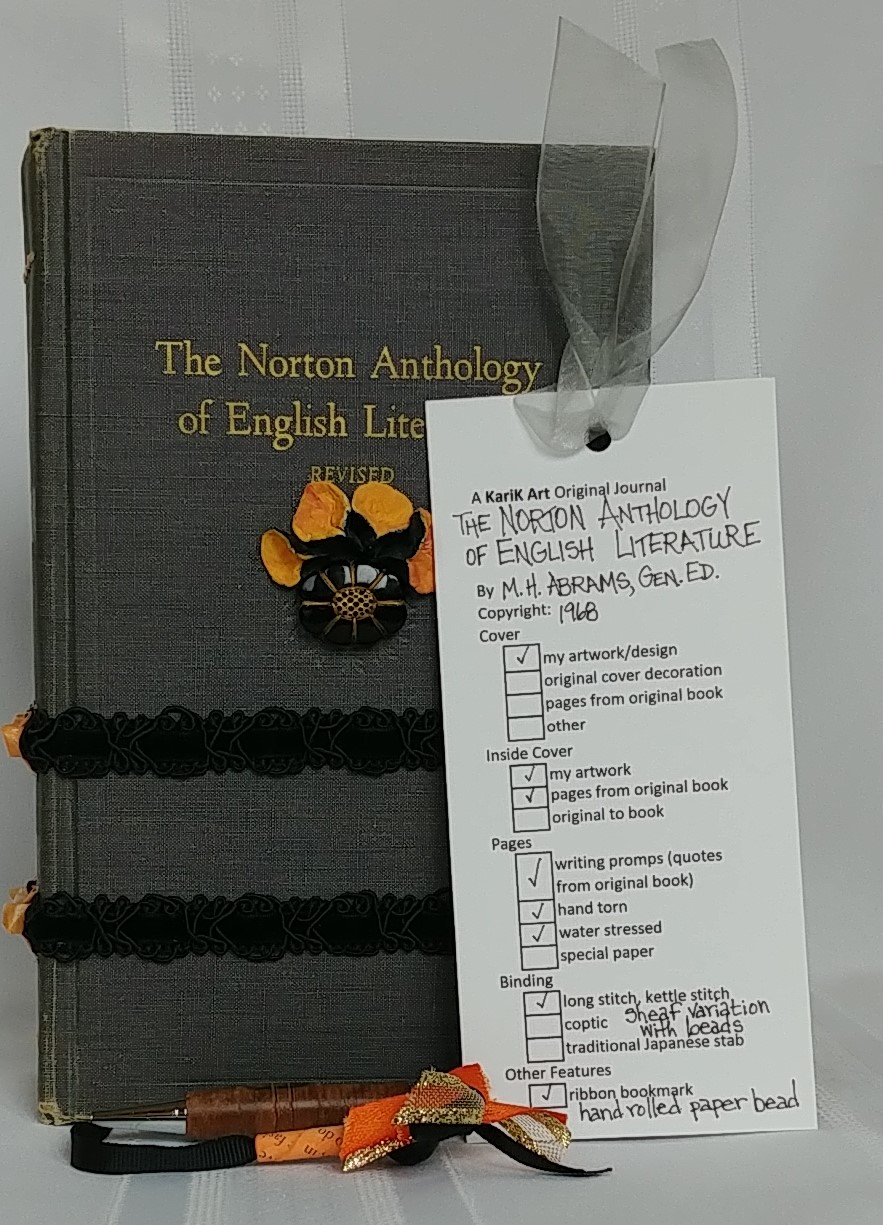 The Norton Anthology
of English Lite
REVISED
A KariK Art Original Journal
THE NORTON ANTHOLOGY
OF ENGLISH LITERATURE
By M.H. ABRAMS, GEN. ED.
Copyright: 1968
Cover
✓ my artwork/design
original cover decoration
pages from original book
other
Inside Cover
✓ my artwork
✓ pages from original book
original to book
Pages
✓ writing promps (quotes
from original book)
✓ hand torn
✓ water stressed
special paper
Binding
✓ long stitch, kettle stitch
coptic sheaf variation
with beads
traditional Japanese stab
Other Features
✓ ribbon bookmark
hand rolled paper bead